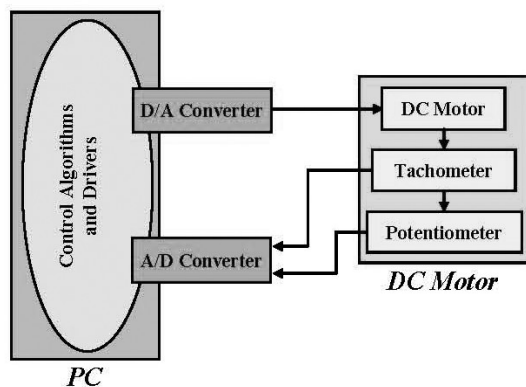 Control Algorithms
and Drivers
D/A Converter
A/D Converter
PC
DC Motor
Tachometer
Potentiometer
DC Motor